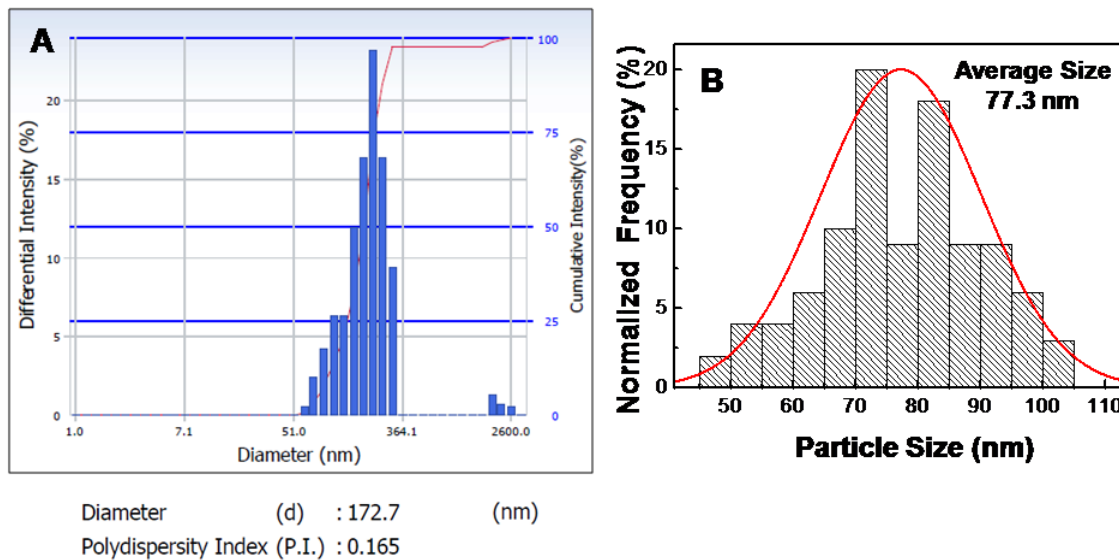 A
Differential Intensity (%)
20
15
10
5
0
100
75
50
25
0
Cumulative Intensity(%)
1.0 7.1 51.0 364.1 2600.0
Diameter (nm)
Diameter (d) : 172.7 (nm)
Polydispersity Index (P.I.) : 0.165
B
Average Size
77.3 nm
Normalized Frequency (%)
20
15
10
5
0
50 60 70 80 90 100 110
Particle Size (nm)